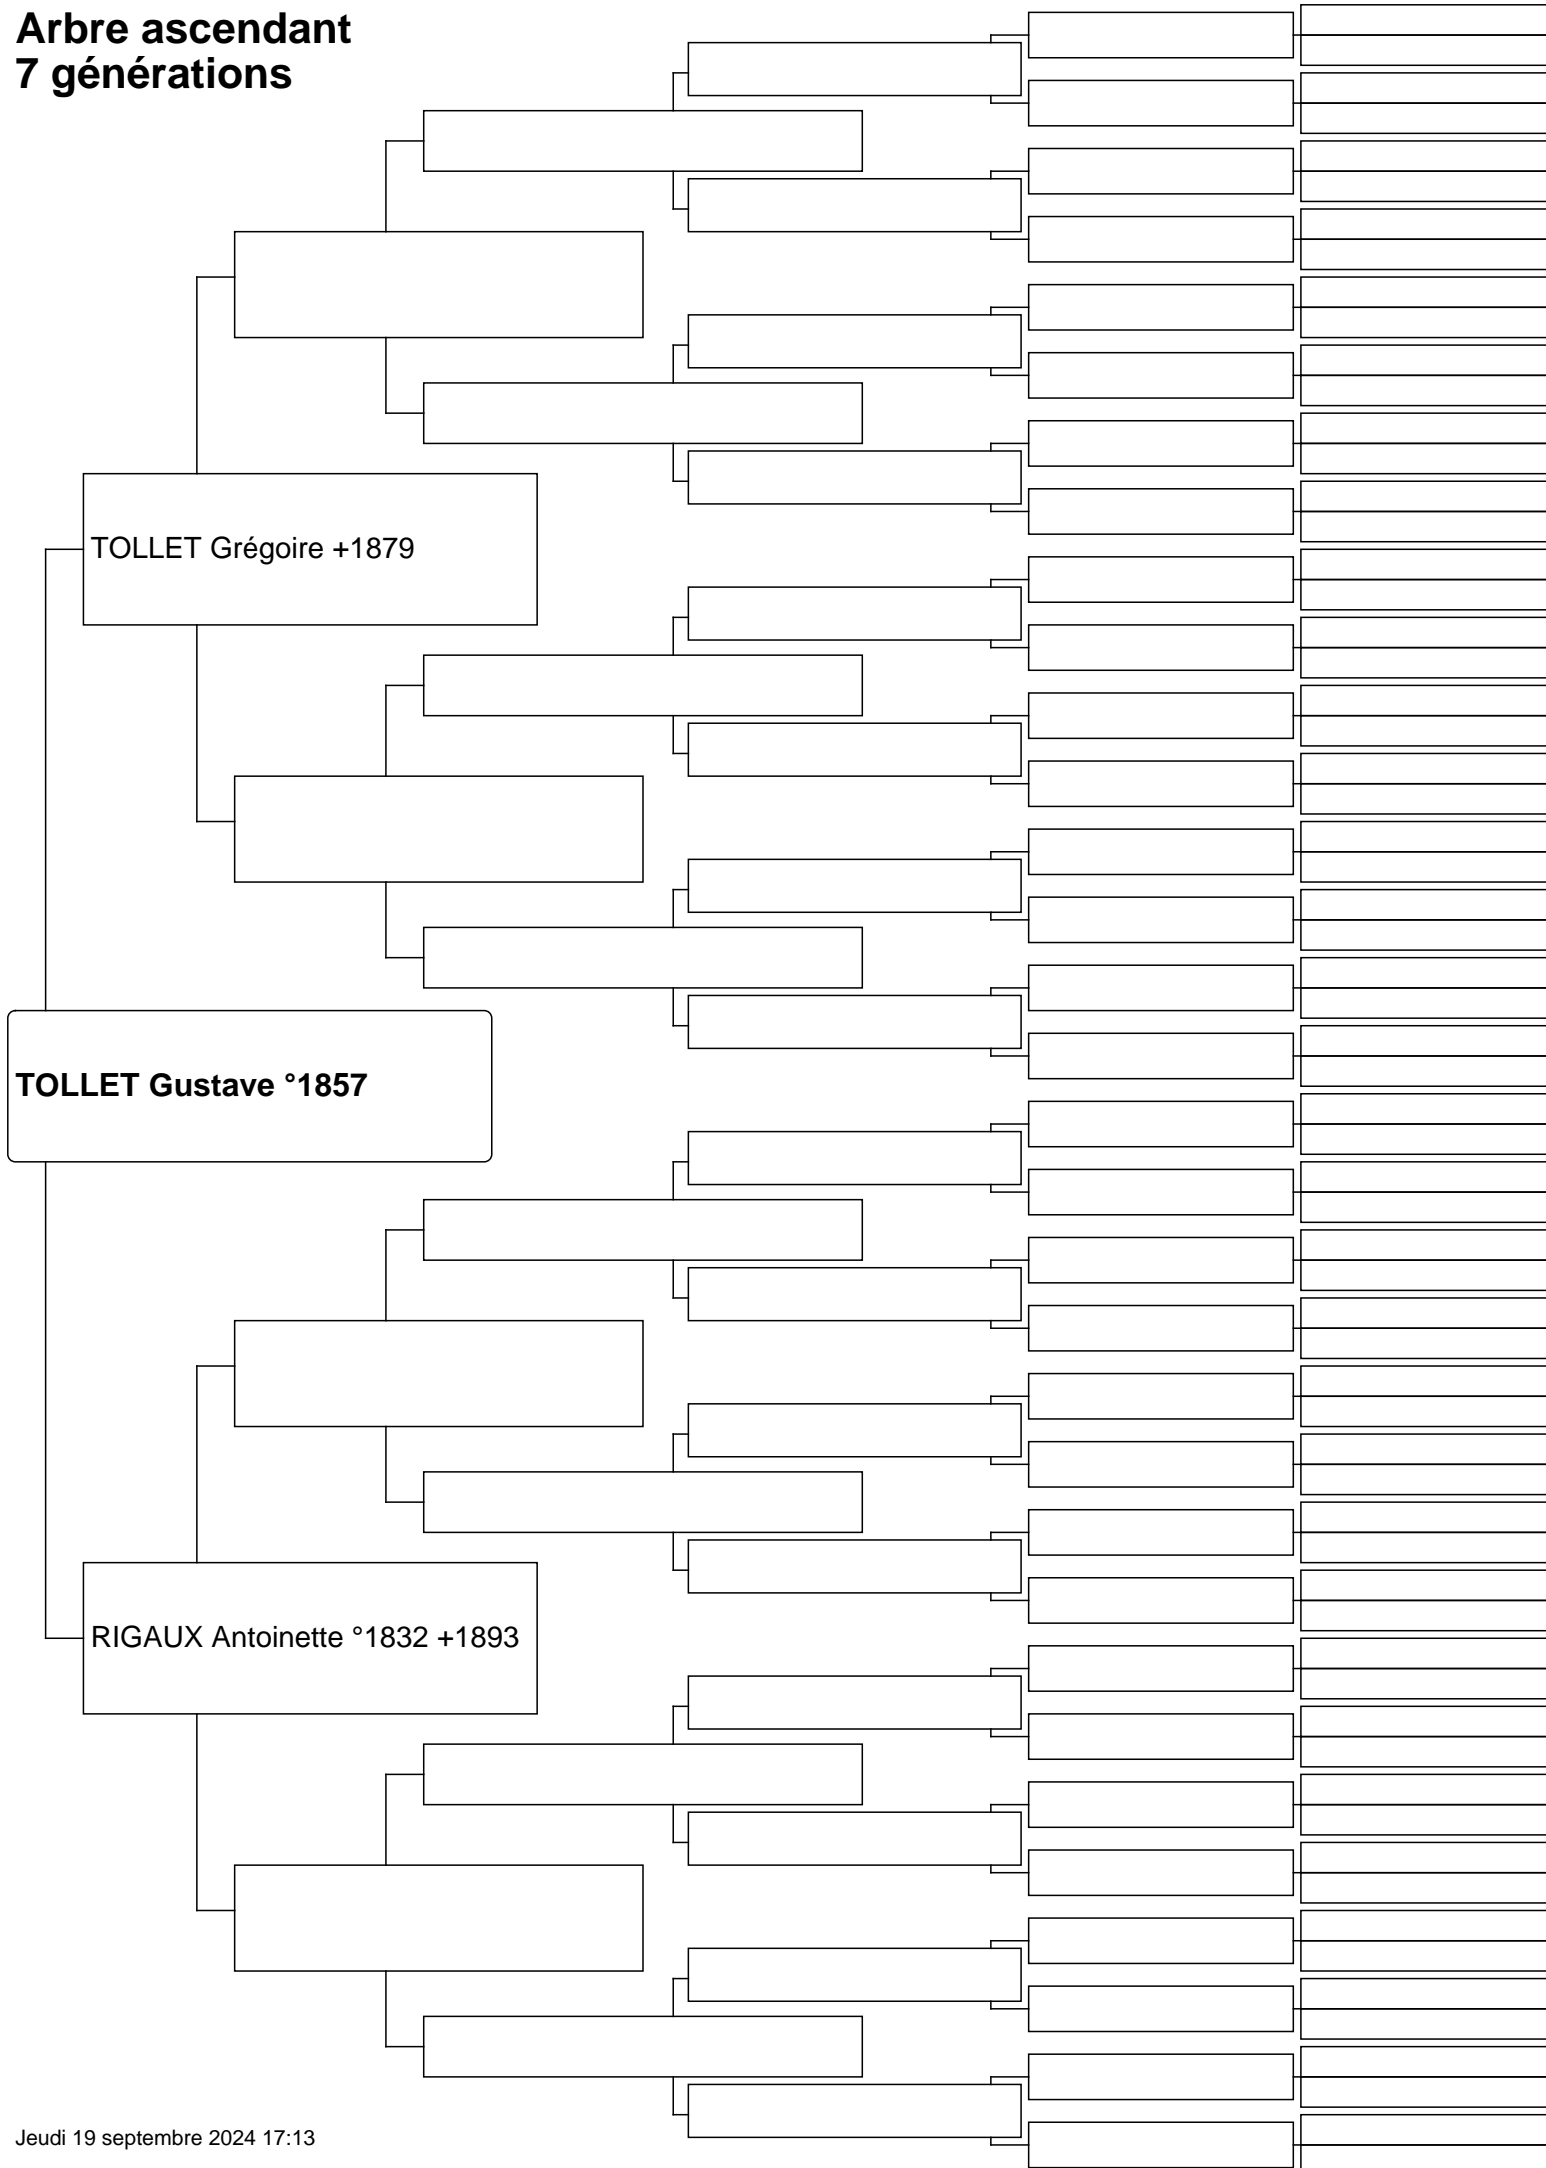 Arbre ascendant
7 générations
TOLLET Grégoire +1879
TOLLET Gustave °1857
RIGAUX Antoinette °1832 +1893
Jeudi 19 septembre 2024 17:13